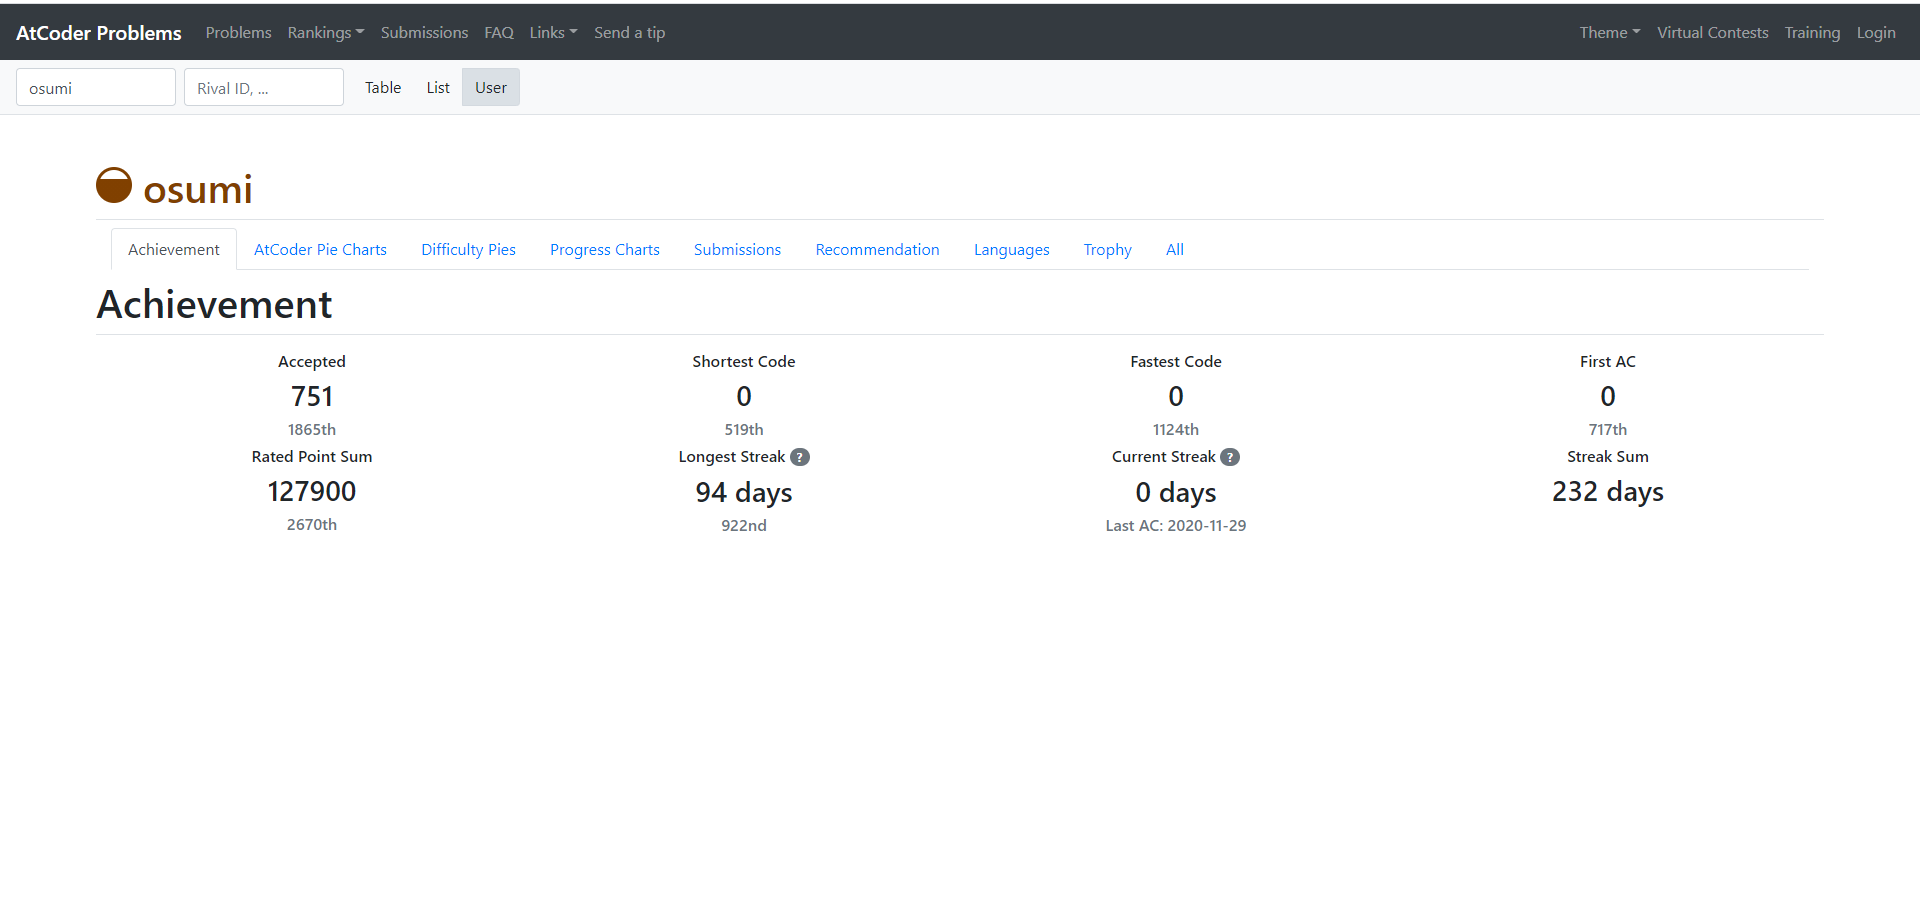 AtCoder Problems Problems Rankings Submissions FAQ Links Send a tip Theme Virtual Contests Training Login
osumi Rival ID, ... Table List User
osumi
Achievement AtCoder Pie Charts Difficulty Pies Progress Charts Submissions Recommendation Languages Trophy All
Achievement
Accepted Shortest Code Fastest Code First AC
751 0 0 0
1865th 519th 1124th 717th
Rated Point Sum Longest Streak ? Current Streak ? Streak Sum
127900 94 days 0 days 232 days
2670th 922nd Last AC: 2020-11-29